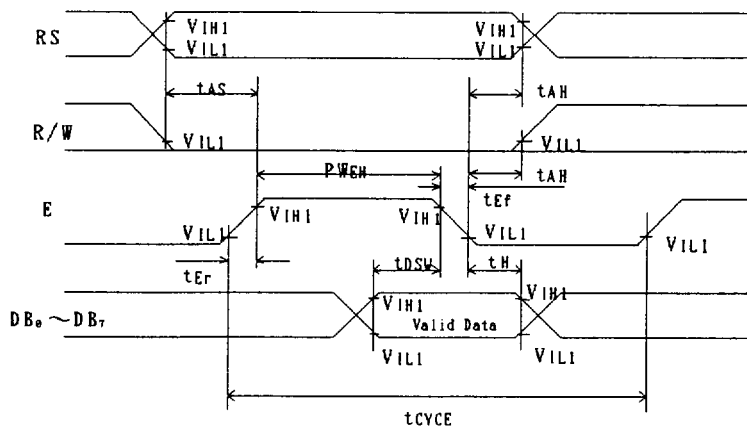 RS
VIH1
VIL1
VIH1
VIL1
tAS
tAH
R/W
VIL1
VIL1
PWEH
tAH
tEf
E
VIL1
VIH1
VIH1
VIL1
VIL1
tEr
tDSW
tH
DB0～DB7
VIH1
Valid Data
VIH1
VIL1
VIL1
tCYCE